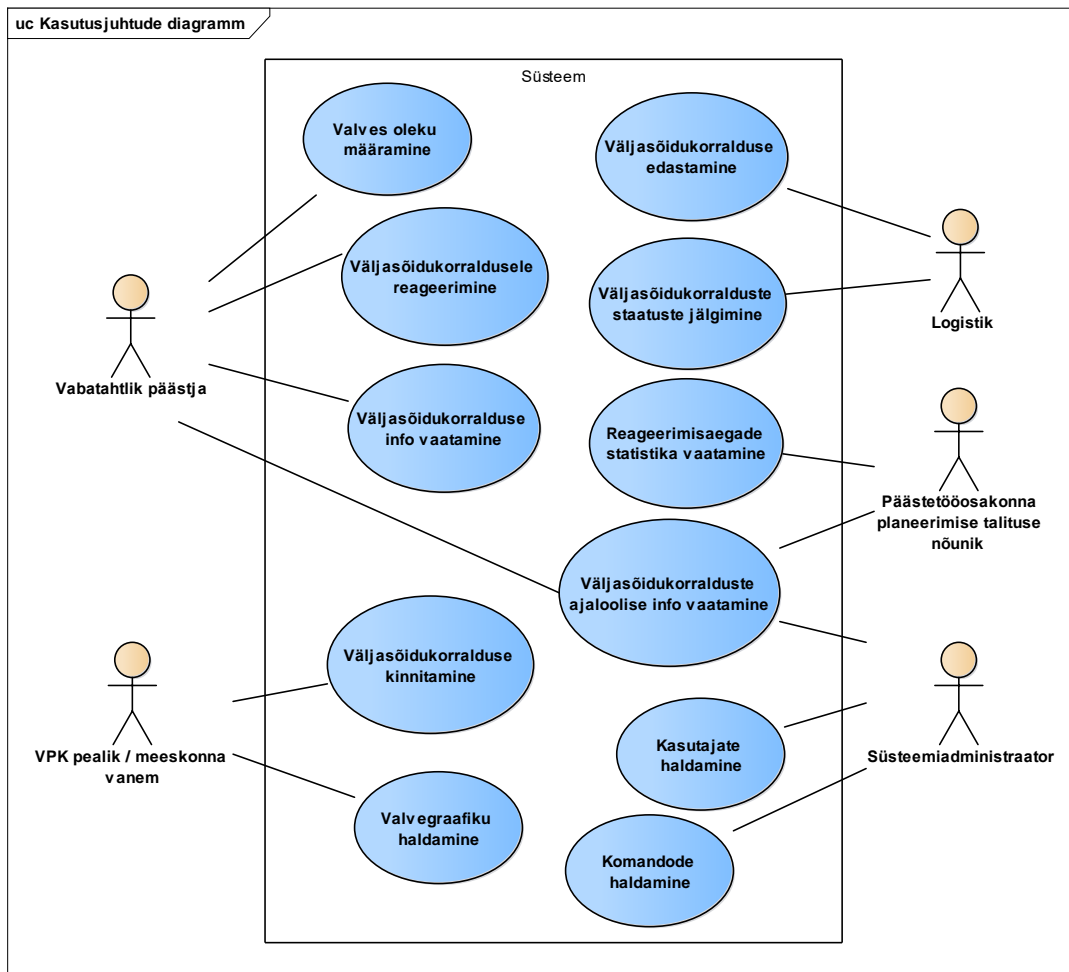 uc Kasutusjuhtude diagramm
Süsteem
Valves oleku
määramine
Väljasõidukorralduse
edastamine
Väljasõidukorraldusele
reageerimine
Väljasõidukorralduste
staatuste jälgimine
Logistik
Vabatahtlik päästja
Väljasõidukorralduse
info vaatamine
Reageerimisaegade
statistika vaatamine
Päästetööosakonna
planeerimise talituse
nõunik
Väljasõidukorralduste
ajaloolise info vaatamine
Väljasõidukorralduse
kinnitamine
VPK pealik / meeskonna
vanem
Kasutajate
haldamine
Süsteemiadministraator
Valvegraafiku
haldamine
Komandode
haldamine